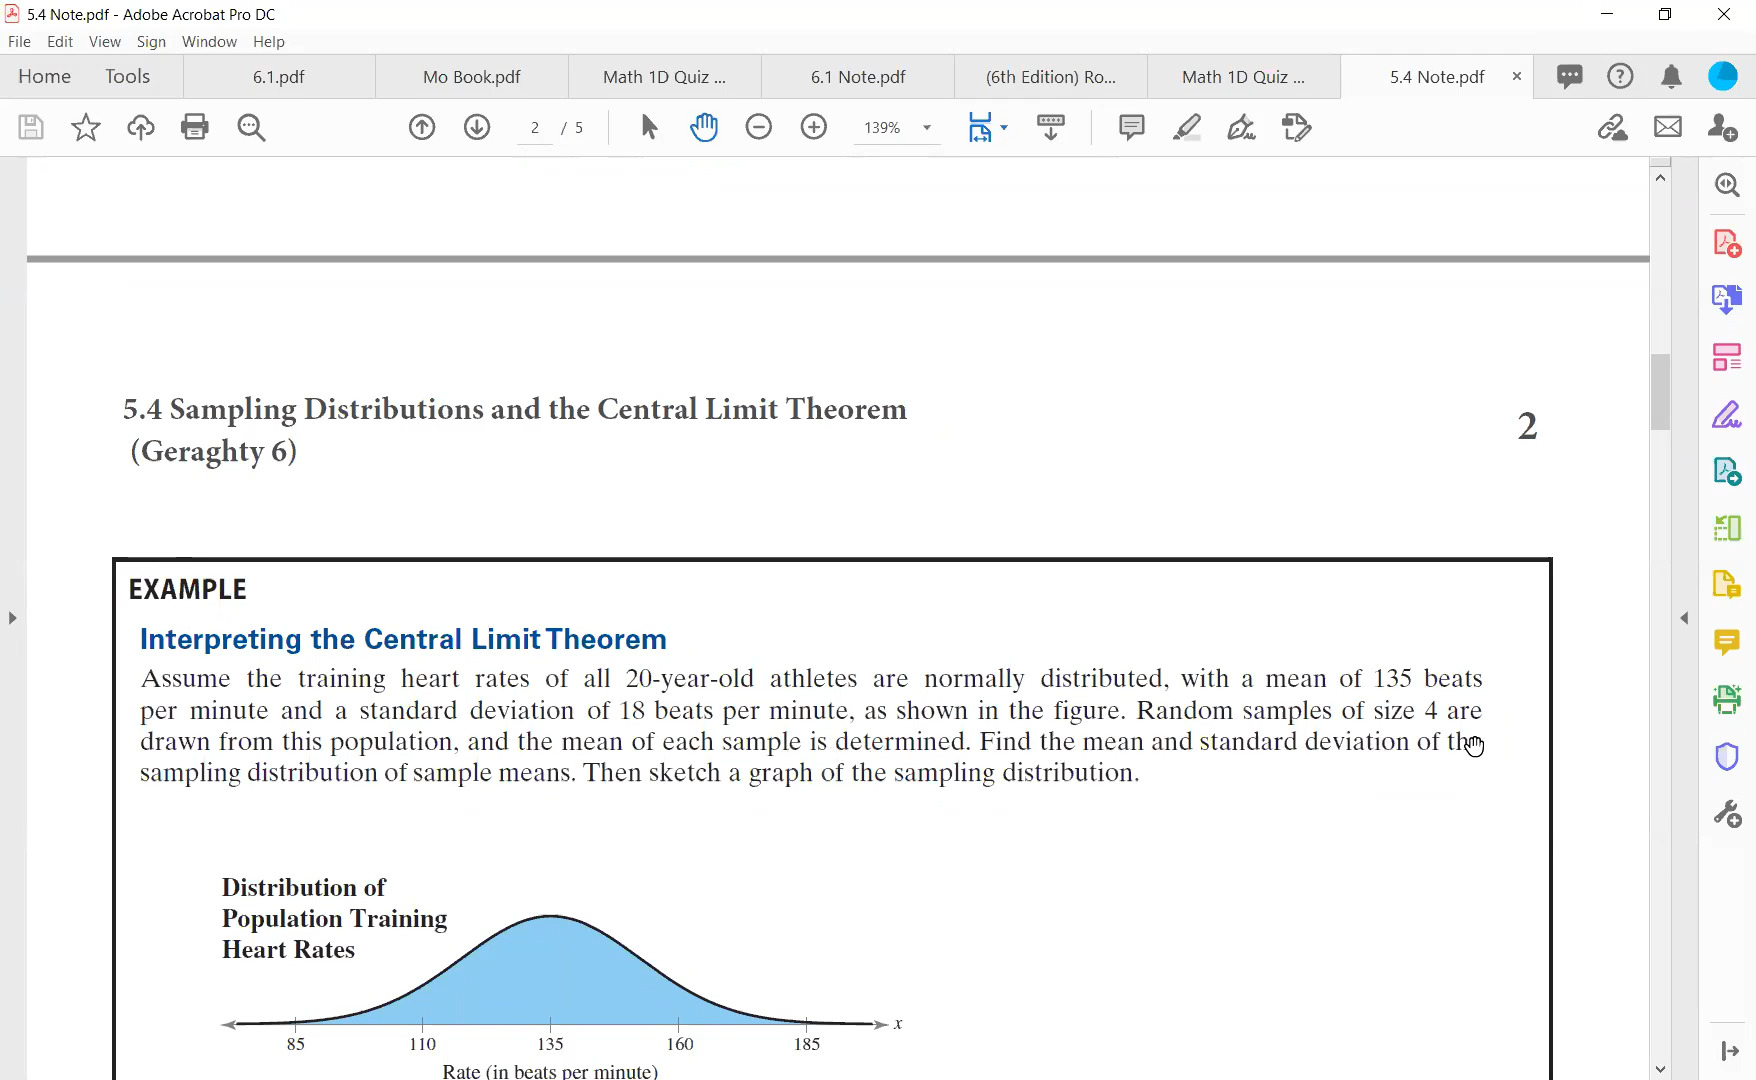 5.4 Note.pdf - Adobe Acrobat Pro DC
File Edit View Sign Window Help
Home Tools 6.1.pdf Mo Book.pdf Math 1D Quiz ... 6.1 Note.pdf (6th Edition) Ro... Math 1D Quiz ... 5.4 Note.pdf
2 / 5 139%
5.4 Sampling Distributions and the Central Limit Theorem
(Geraghty 6)
2
EXAMPLE
Interpreting the Central Limit Theorem
Assume the training heart rates of all 20-year-old athletes are normally distributed, with a mean of 135 beats
per minute and a standard deviation of 18 beats per minute, as shown in the figure. Random samples of size 4 are
drawn from this population, and the mean of each sample is determined. Find the mean and standard deviation of the
sampling distribution of sample means. Then sketch a graph of the sampling distribution.
Distribution of
Population Training
Heart Rates
x
85 110 135 160 185
Rate (in beats per minute)